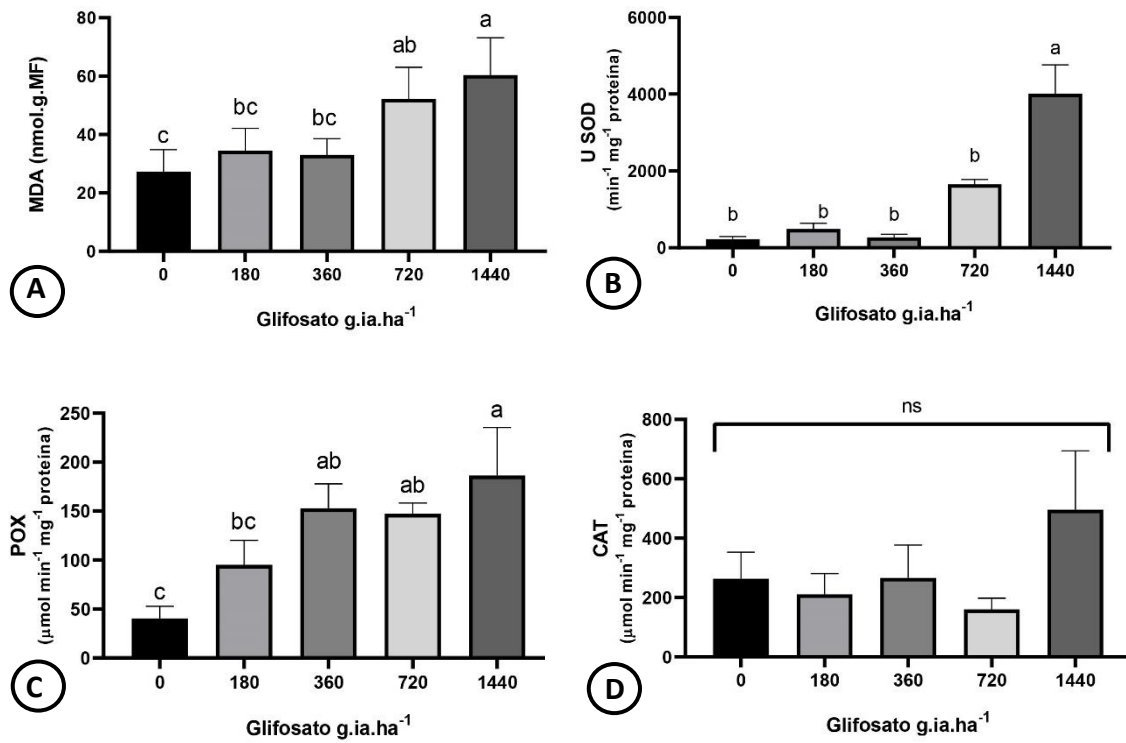 MDA (nmol.g.MF)
80
60
40
20
0
c
bc
bc
ab
a
0 180 360 720 1440
Glifosato g.ia.ha⁻¹
A
U SOD
(min⁻¹ mg⁻¹ proteína)
6000
4000
2000
0
b
b
b
b
a
0 180 360 720 1440
Glifosato g.ia.ha⁻¹
B
POX
(μmol min⁻¹ mg⁻¹ proteína)
250
200
150
100
50
0
c
bc
ab
ab
a
0 180 360 720 1440
Glifosato g.ia.ha⁻¹
C
CAT
(μmol min⁻¹ mg⁻¹ proteína)
800
600
400
200
0
ns
0 180 360 720 1440
Glifosato g.ia.ha⁻¹
D